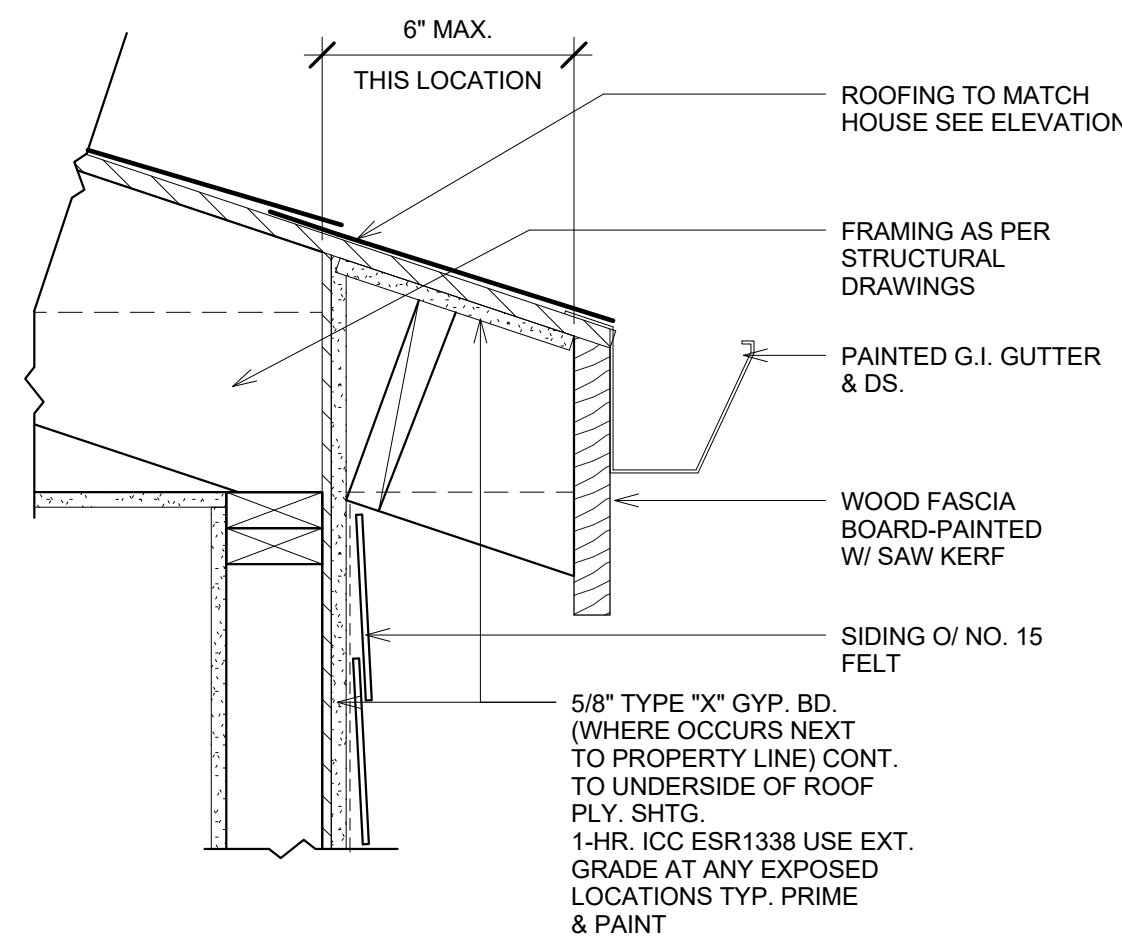 6" MAX.
THIS LOCATION
ROOFING TO MATCH
HOUSE SEE ELEVATION
FRAMING AS PER
STRUCTURAL
DRAWINGS
PAINTED G.I. GUTTER
& DS.
WOOD FASCIA
BOARD-PAINTED
W/ SAW KERF
SIDING O/ NO. 15
FELT
5/8" TYPE "X" GYP. BD.
(WHERE OCCURS NEXT
TO PROPERTY LINE) CONT.
TO UNDERSIDE OF ROOF
PLY. SHTG.
1-HR. ICC ESR1338 USE EXT.
GRADE AT ANY EXPOSED
LOCATIONS TYP. PRIME
& PAINT